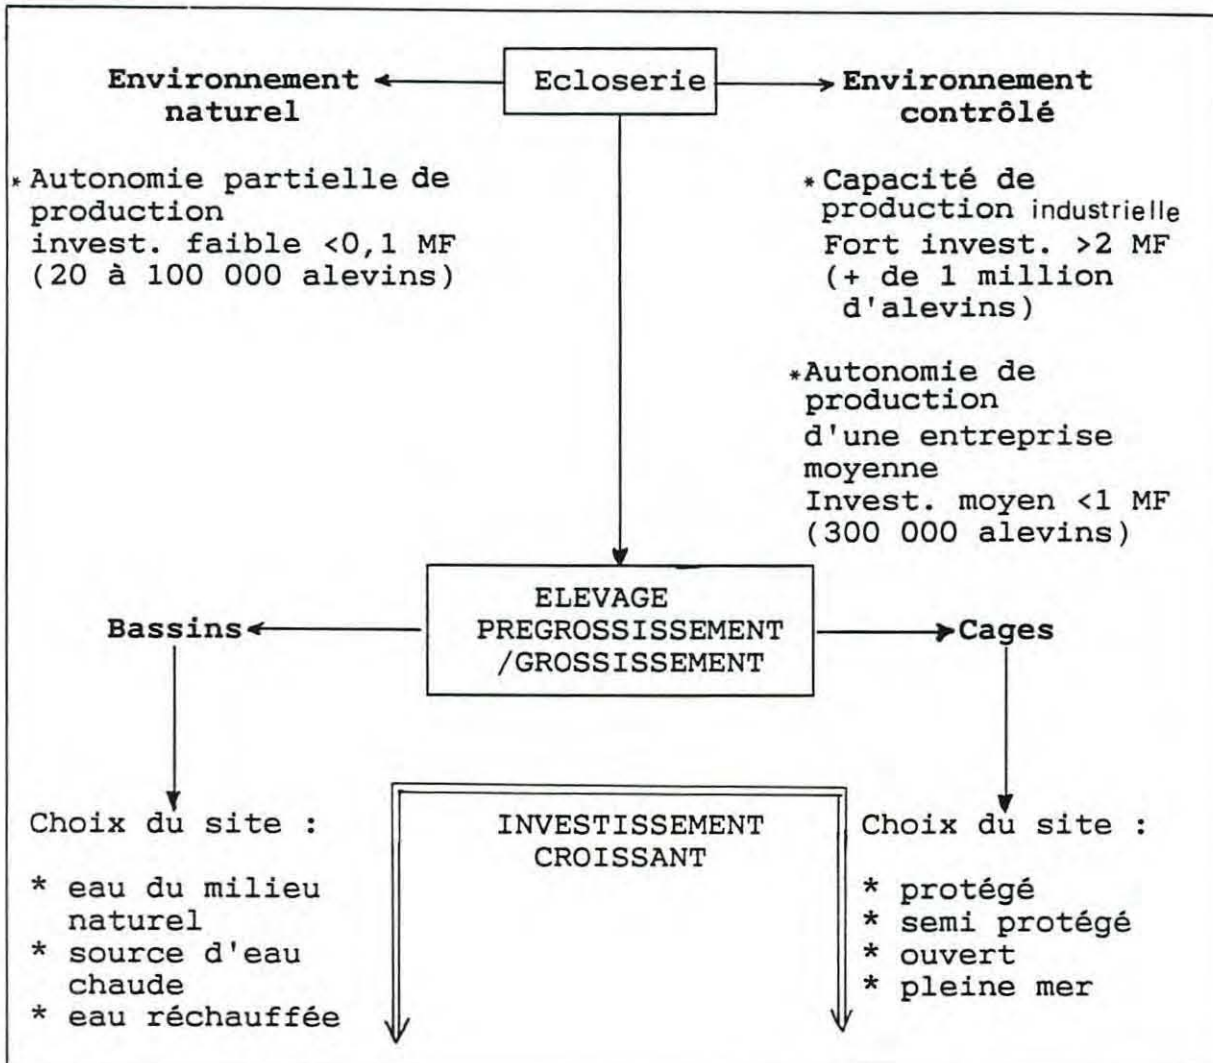 Ecloserie
Environnement
naturel
* Autonomie partielle de
production
invest. faible <0,1 MF
(20 à 100 000 alevins)
Environnement
contrôlé
* Capacité de
production industrielle
Fort invest. >2 MF
(+ de 1 million
d'alevins)
*Autonomie de
production
d'une entreprise
moyenne
Invest. moyen <1 MF
(300 000 alevins)
ELEVAGE
PREGROSSISSEMENT
/GROSSISSEMENT
Bassins
Cages
Choix du site :
* eau du milieu
naturel
* source d'eau
chaude
* eau réchauffée
INVESTISSEMENT
CROISSANT
Choix du site :
* protégé
* semi protégé
* ouvert
* pleine mer